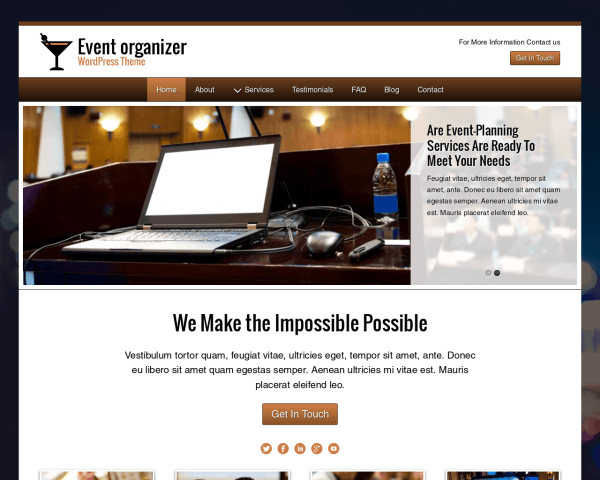 Event organizer
WordPress Theme
For More Information Contact us
Get In Touch
Home
About
Services
Testimonials
FAQ
Blog
Contact
Are Event-Planning
Services Are Ready To
Meet Your Needs
Feugiat vitae, ultricies eget, tempor sit
amet, ante. Donec eu libero sit amet quam
egestas semper. Aenean ultricies mi vitae
est. Mauris placerat eleifend leo.
We Make the Impossible Possible
Vestibulum tortor quam, feugiat vitae, ultricies eget, tempor sit amet, ante. Donec
eu libero sit amet quam egestas semper. Aenean ultricies mi vitae est. Mauris
placerat eleifend leo.
Get In Touch